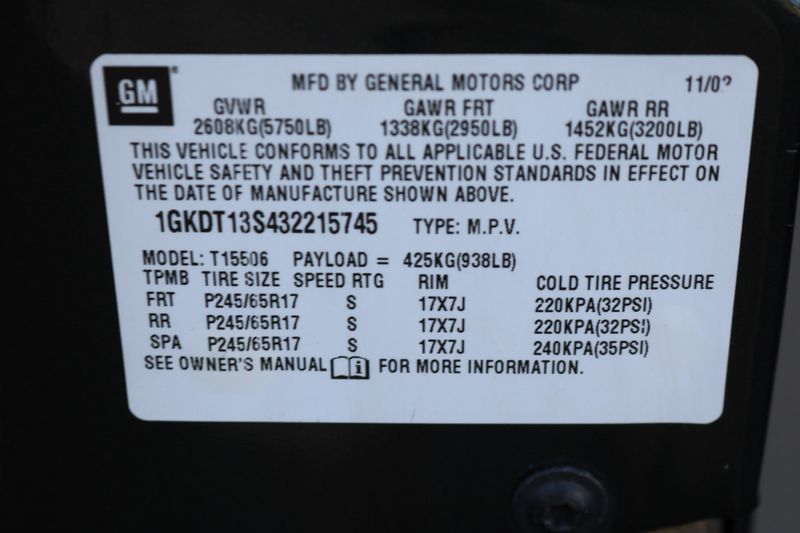 GM
MFD BY GENERAL MOTORS CORP 11/02
GVWR GAWR FRT GAWR RR
2608KG(5750LB) 1338KG(2950LB) 1452KG(3200LB)
THIS VEHICLE CONFORMS TO ALL APPLICABLE U.S. FEDERAL MOTOR
VEHICLE SAFETY AND THEFT PREVENTION STANDARDS IN EFFECT ON
THE DATE OF MANUFACTURE SHOWN ABOVE.
1GKDT13S432215745 TYPE: M.P.V.
MODEL: T15506 PAYLOAD = 425KG(938LB)
TPMB TIRE SIZE SPEED RTG RIM COLD TIRE PRESSURE
FRT P245/65R17 S 17X7J 220KPA(32PSI)
RR P245/65R17 S 17X7J 220KPA(32PSI)
SPA P245/65R17 S 17X7J 240KPA(35PSI)
SEE OWNER'S MANUAL i FOR MORE INFORMATION.